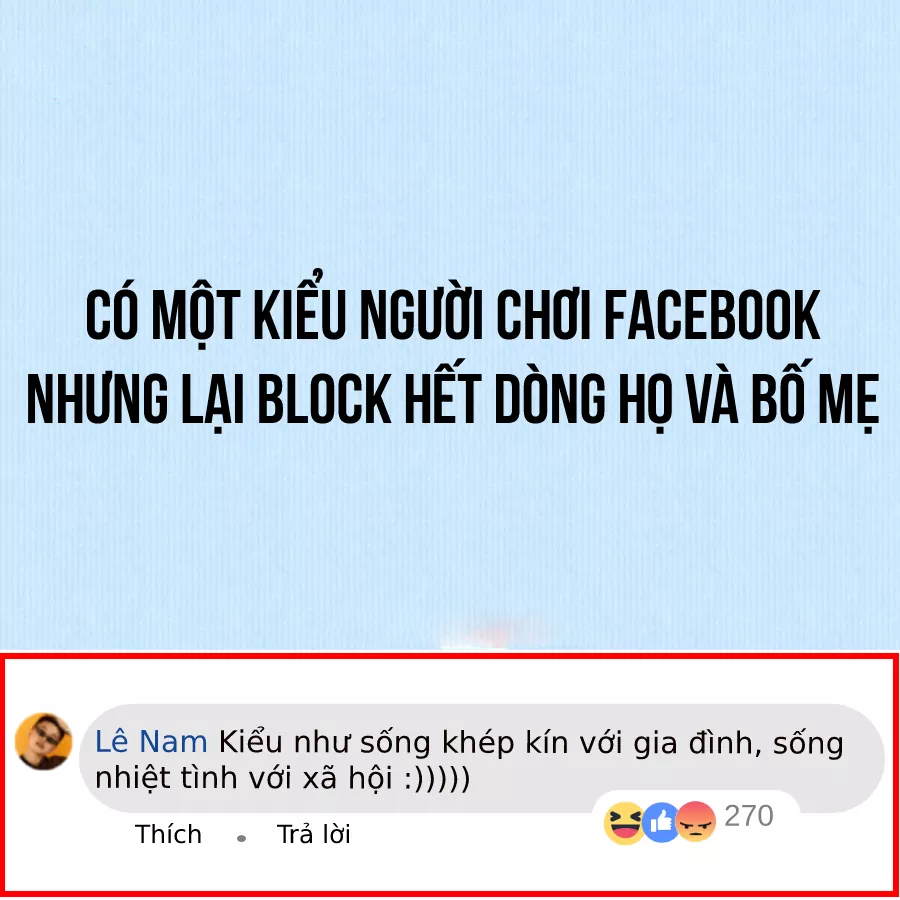 CÓ MỘT KIỂU NGƯỜI CHƠI FACEBOOK
NHƯNG LẠI BLOCK HẾT DÒNG HỌ VÀ BỐ MẸ
Lê Nam Kiểu như sống khép kín với gia đình, sống
nhiệt tình với xã hội :)))))
Thích • Trả lời
270